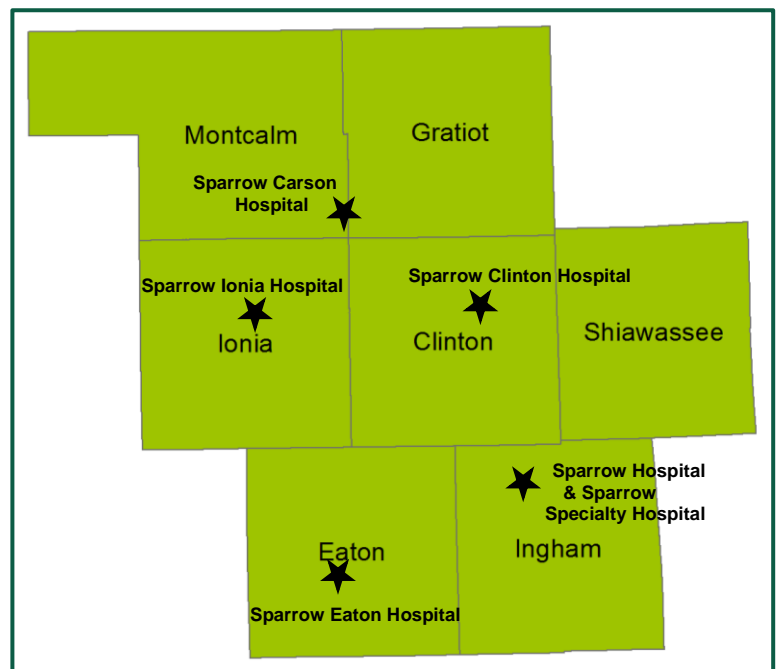 Montcalm
Gratiot
Sparrow Carson
Hospital
Sparrow Ionia Hospital
Sparrow Clinton Hospital
Ionia
Clinton
Shiawassee
Sparrow Hospital
& Sparrow
Specialty Hospital
Eaton
Ingham
Sparrow Eaton Hospital